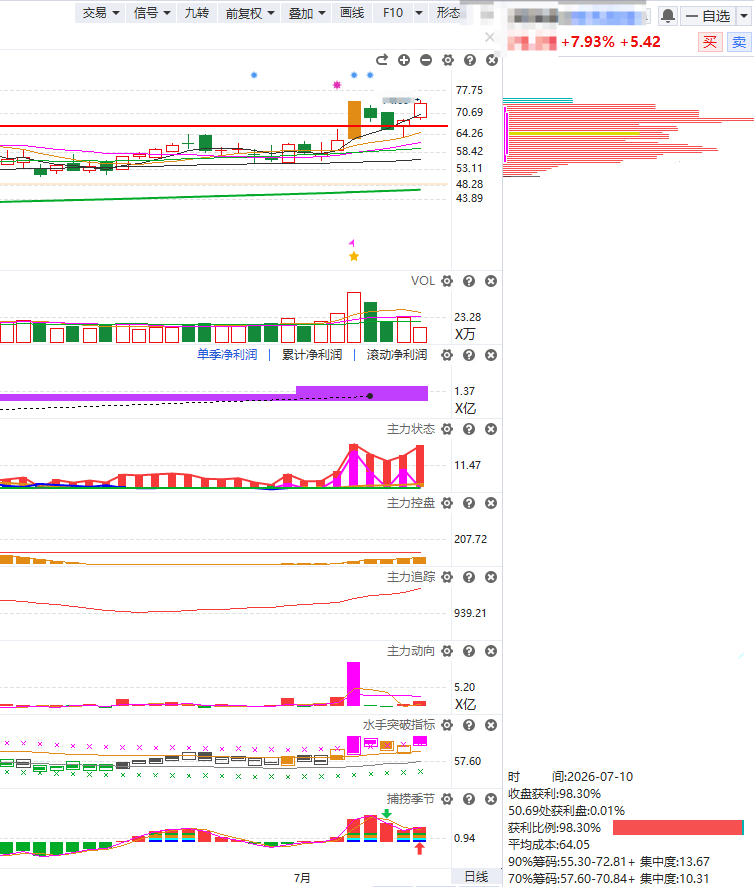 交易 信号 九转 前复权 叠加 画线 F10 形态
自选
+7.93% +5.42 买 卖
77.75
70.69
64.26
58.42
53.11
48.28
43.89
VOL
23.28
X万
单季净利润 | 累计净利润 | 滚动净利润
1.37
X亿
主力状态
11.47
主力控盘
207.72
主力追踪
939.21
主力动向
5.20
X亿
水手突破指标
57.60
捕捞季节
0.94
7月 日线
时 间:2026-07-10
收盘获利:98.30%
50.69处获利盘:0.01%
获利比例:98.30%
平均成本:64.05
90%筹码:55.30-72.81+ 集中度:13.67
70%筹码:57.60-70.84+ 集中度:10.31